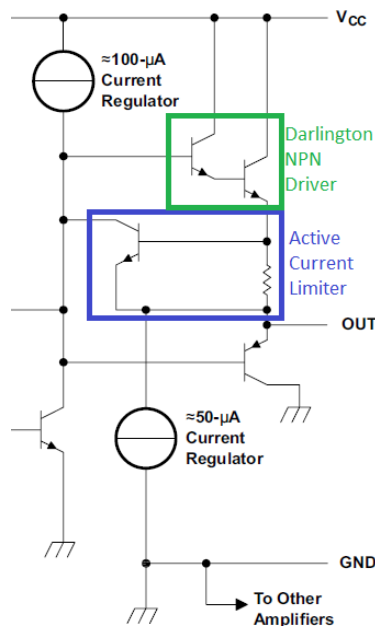 V_CC
≈100-µA
Current
Regulator
Darlington
NPN
Driver
Active
Current
Limiter
OUT
≈50-µA
Current
Regulator
GND
To Other
Amplifiers